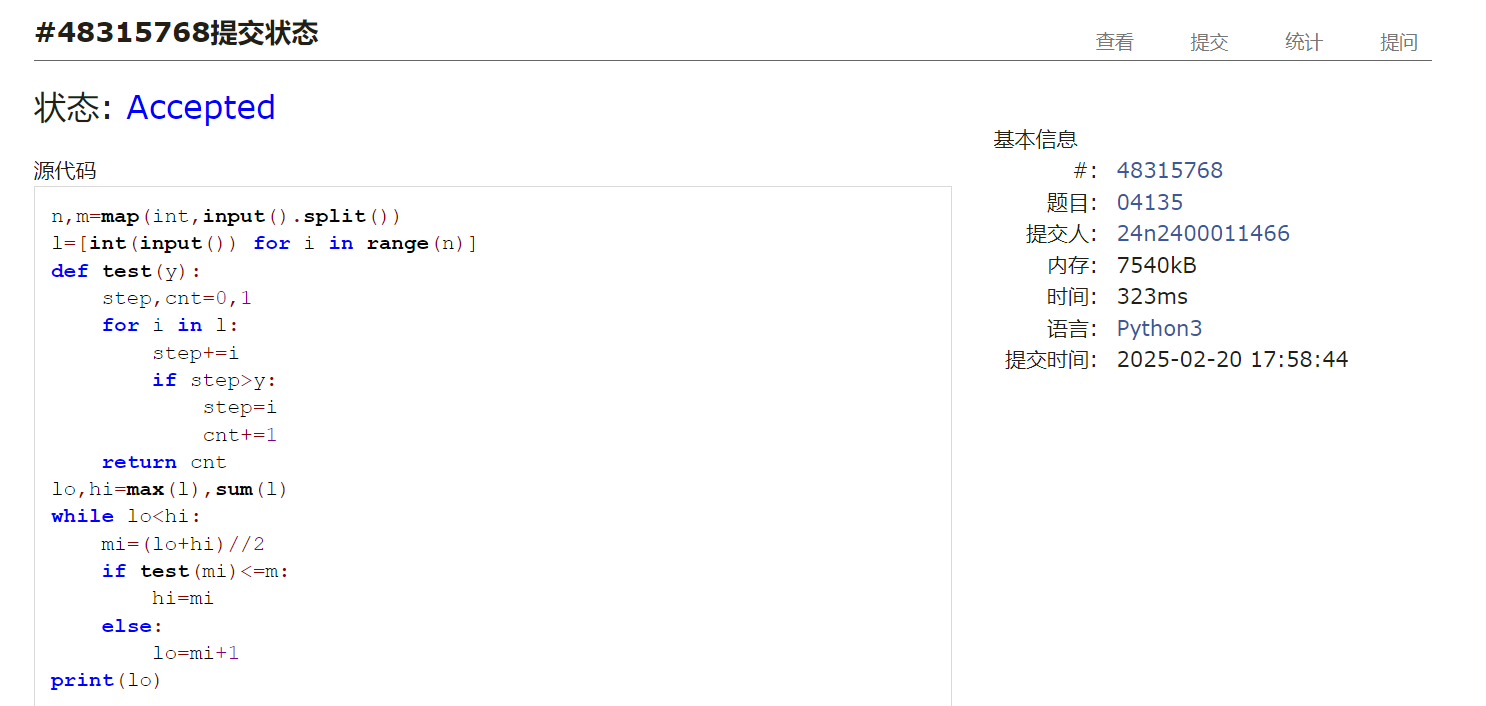 #48315768提交状态
查看 提交 统计 提问
状态: Accepted
源代码
n,m=map(int,input().split())
l=[int(input()) for i in range(n)]
def test(y):
    step,cnt=0,1
    for i in l:
        step+=i
        if step>y:
            step=i
            cnt+=1
    return cnt
lo,hi=max(l),sum(l)
while lo<hi:
    mi=(lo+hi)//2
    if test(mi)<=m:
        hi=mi
    else:
        lo=mi+1
print(lo)
基本信息
#: 48315768
题目: 04135
提交人: 24n2400011466
内存: 7540kB
时间: 323ms
语言: Python3
提交时间: 2025-02-20 17:58:44